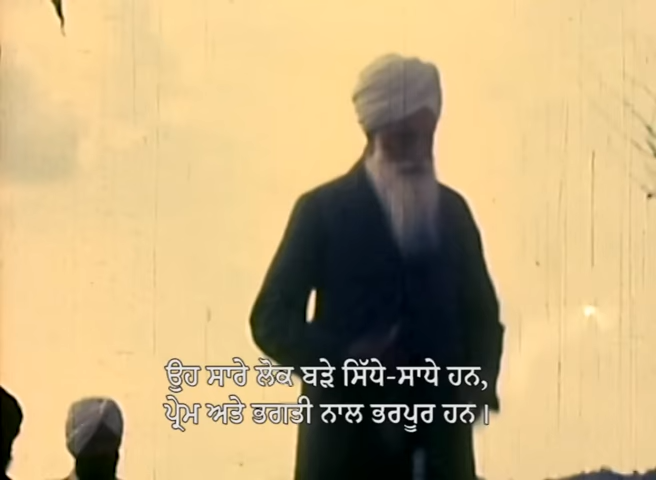 ਉਹ ਸਾਰੇ ਲੋਕ ਬੜੇ ਸਿੱਧੇ-ਸਾਧੇ ਹਨ,
ਪ੍ਰੇਮ ਅਤੇ ਭਗਤੀ ਨਾਲ ਭਰਪੂਰ ਹਨ।